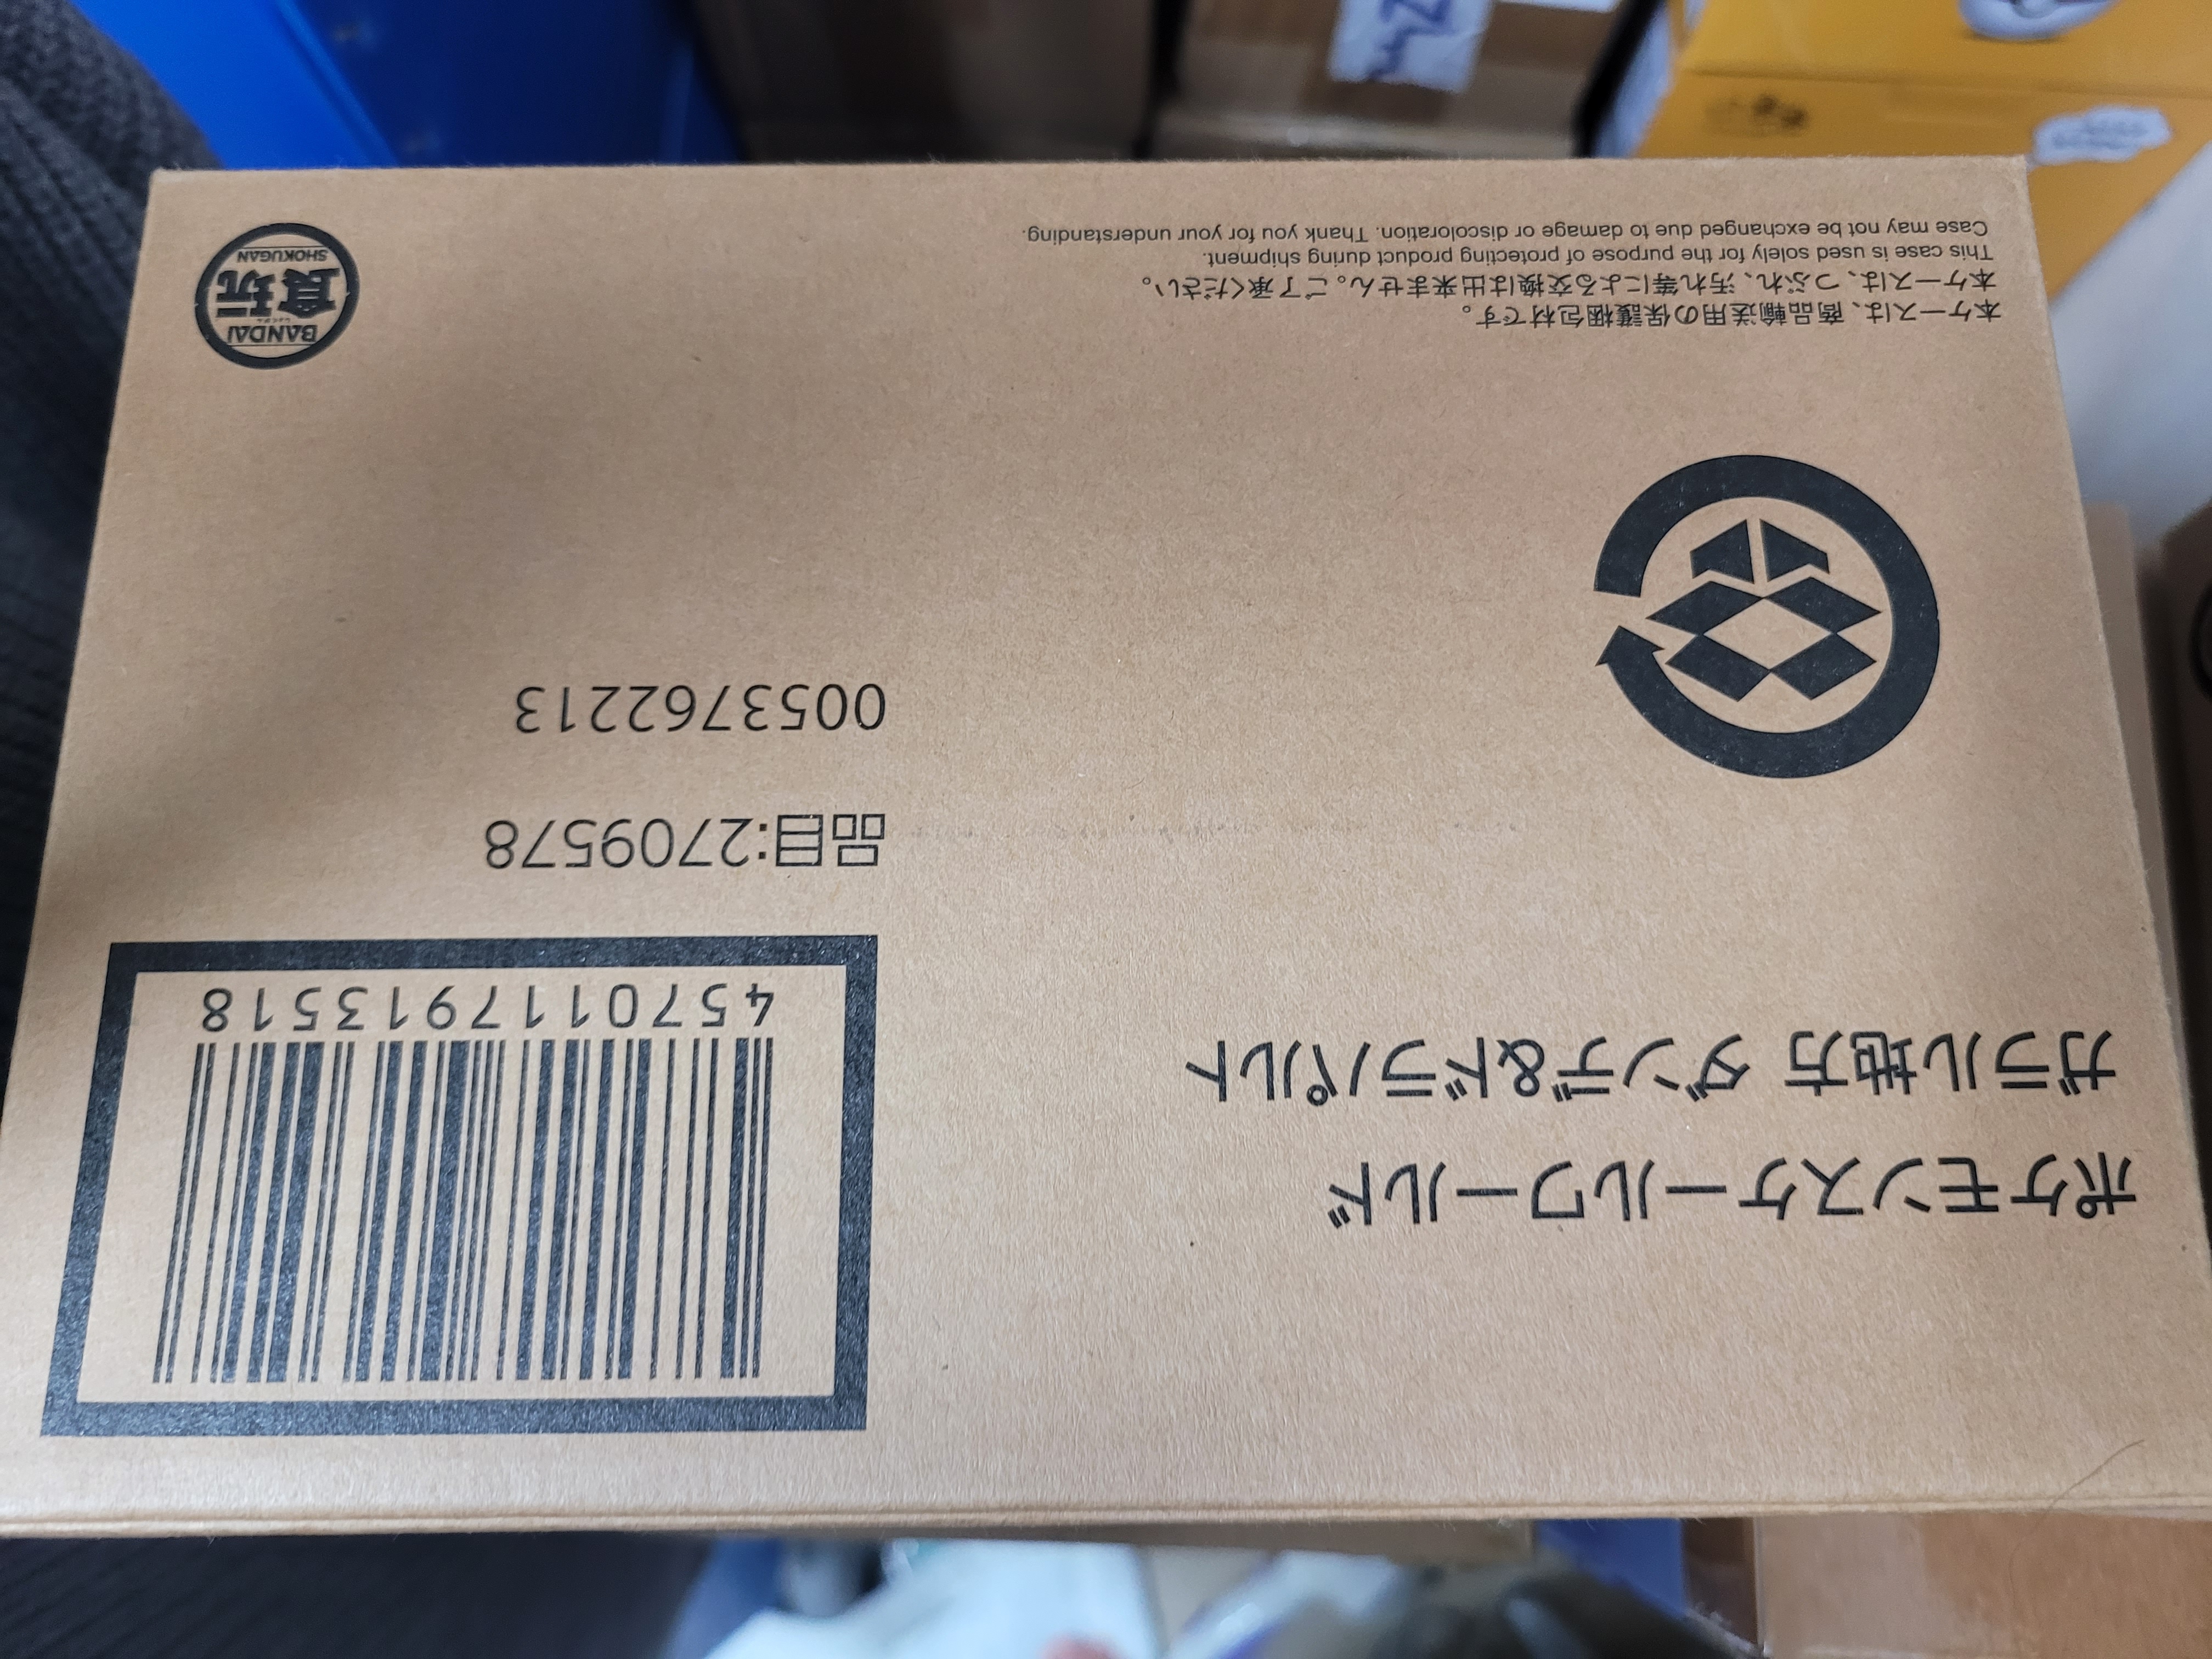 ポケモンスケールワールド
ガラル地方 ダンデ&ドラパルト
4570117913518
品目:2709578
0053762213
本ケースは、商品輸送用の保護梱包材です。
本ケースは、つぶれ、汚れ等による交換は出来ません。ご了承ください。
This case is used solely for the purpose of protecting product during shipment.
Case may not be exchanged due to damage or discoloration. Thank you for your understanding.
BANDAI
食玩
SHOKUGAN